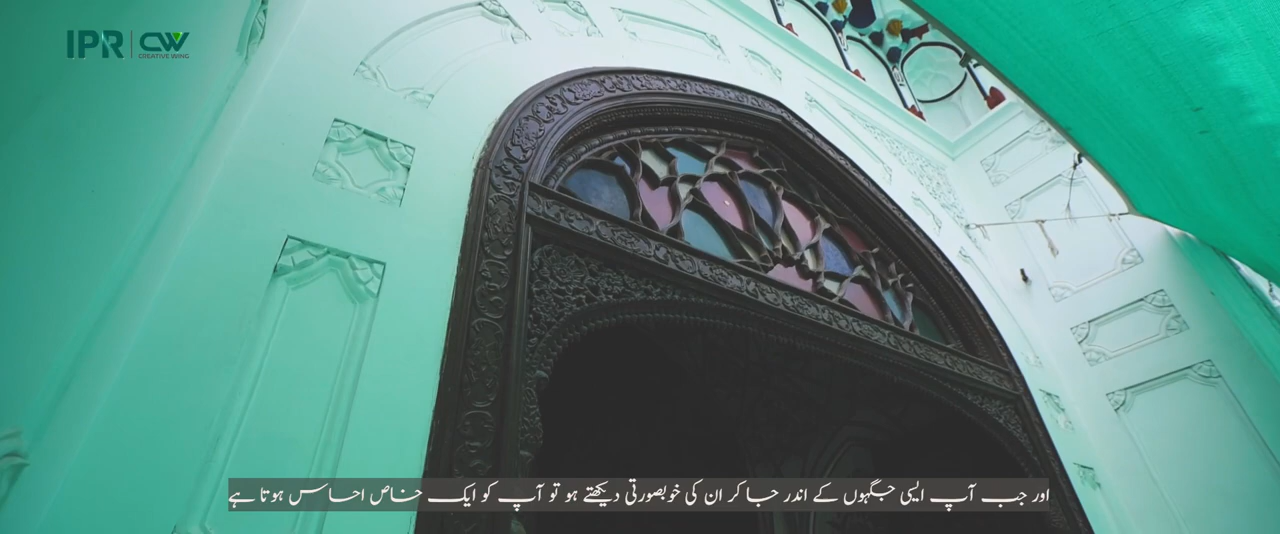 IPR | CW
CREATIVE WING
اور جب آپ ایسی جگہوں کے اندر جا کر ان کی خوبصورتی دیکھتے ہو تو آپ کو ایک خاص احساس ہوتا ہے